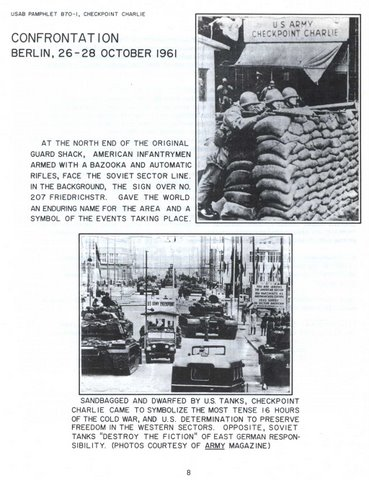 USAB PAMPHLET 870-1, CHECKPOINT CHARLIE
CONFRONTATION
BERLIN, 26-28 OCTOBER 1961
US ARMY
CHECKPOINT CHARLIE
AT THE NORTH END OF THE ORIGINAL
GUARD SHACK, AMERICAN INFANTRYMEN
ARMED WITH A BAZOOKA AND AUTOMATIC
RIFLES, FACE THE SOVIET SECTOR LINE.
IN THE BACKGROUND, THE SIGN OVER NO.
207 FRIEDRICHSTR. GAVE THE WORLD
AN ENDURING NAME FOR THE AREA AND A
SYMBOL OF THE EVENTS TAKING PLACE.
SANDBAGGED AND DWARFED BY U.S. TANKS, CHECKPOINT
CHARLIE CAME TO SYMBOLIZE THE MOST TENSE 16 HOURS
OF THE COLD WAR, AND U.S. DETERMINATION TO PRESERVE
FREEDOM IN THE WESTERN SECTORS. OPPOSITE, SOVIET
TANKS "DESTROY THE FICTION" OF EAST GERMAN RESPON-
SIBILITY. (PHOTOS COURTESY OF ARMY MAGAZINE)
8